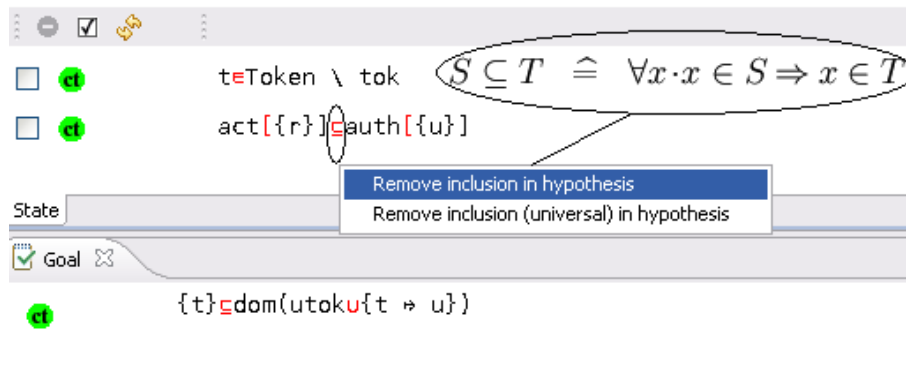 ct t∈Token \ tok S ⊆ T ≙ ∀x·x ∈ S ⇒ x ∈ T
ct act[{r}]⊆auth[{u}]
Remove inclusion in hypothesis
Remove inclusion (universal) in hypothesis
State
Goal
ct {t}⊆dom(utok∪{t ↦ u})